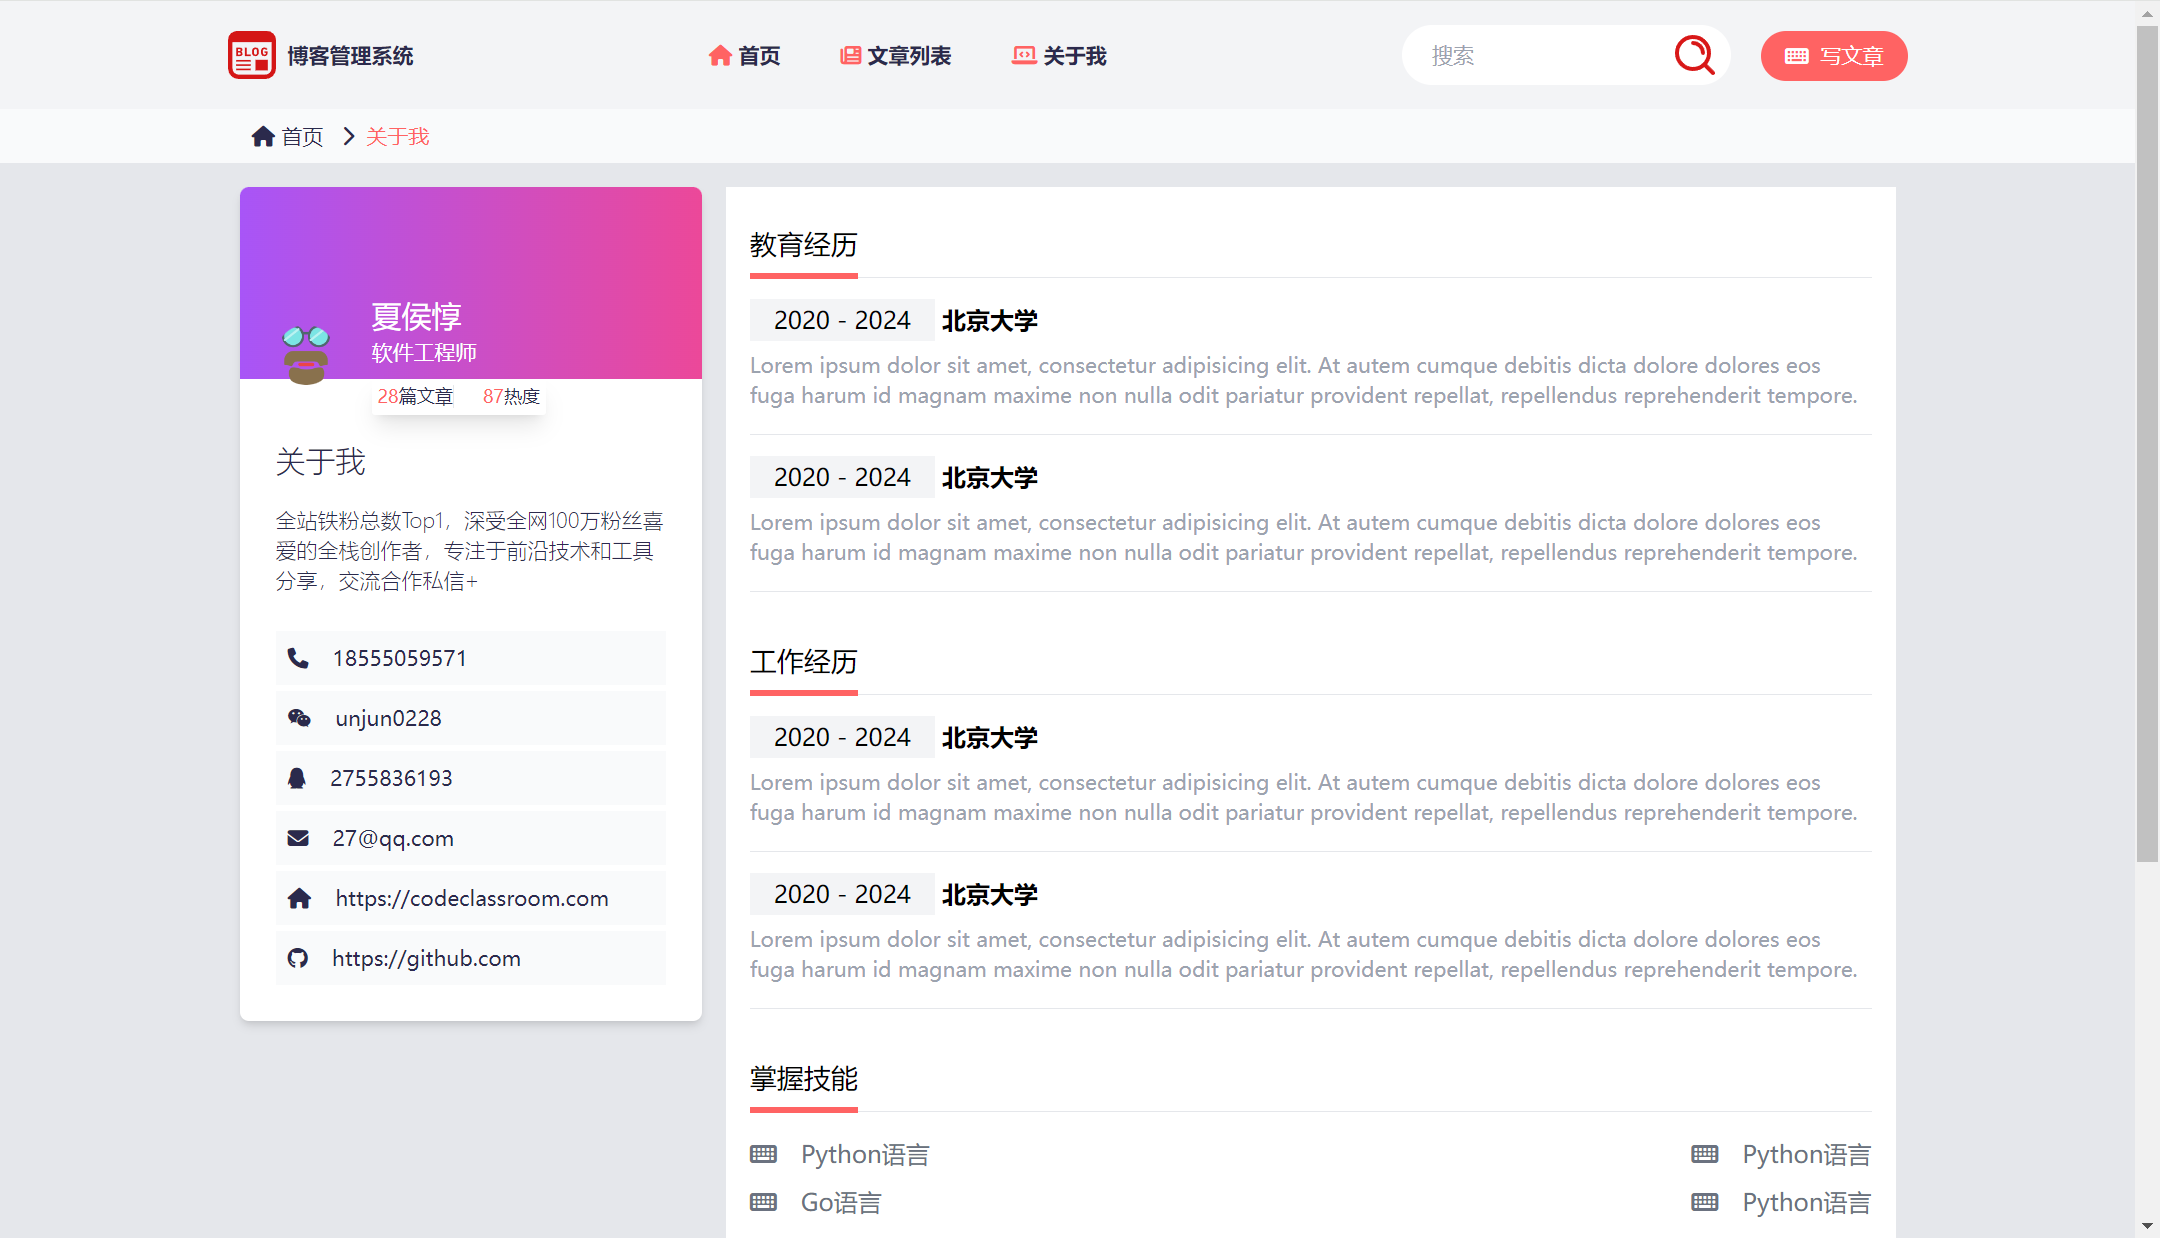 BLOG
博客管理系统
首页
文章列表
关于我
搜索
写文章
首页
关于我
夏侯惇
软件工程师
28篇文章 87热度
关于我
全站铁粉总数Top1，深受全网100万粉丝喜
爱的全栈创作者，专注于前沿技术和工具
分享，交流合作私信+
18555059571
unjun0228
2755836193
27@qq.com
https://codeclassroom.com
https://github.com
教育经历
2020 - 2024 北京大学
Lorem ipsum dolor sit amet, consectetur adipisicing elit. At autem cumque debitis dicta dolore dolores eos
fuga harum id magnam maxime non nulla odit pariatur provident repellat, repellendus reprehenderit tempore.
2020 - 2024 北京大学
Lorem ipsum dolor sit amet, consectetur adipisicing elit. At autem cumque debitis dicta dolore dolores eos
fuga harum id magnam maxime non nulla odit pariatur provident repellat, repellendus reprehenderit tempore.
工作经历
2020 - 2024 北京大学
Lorem ipsum dolor sit amet, consectetur adipisicing elit. At autem cumque debitis dicta dolore dolores eos
fuga harum id magnam maxime non nulla odit pariatur provident repellat, repellendus reprehenderit tempore.
2020 - 2024 北京大学
Lorem ipsum dolor sit amet, consectetur adipisicing elit. At autem cumque debitis dicta dolore dolores eos
fuga harum id magnam maxime non nulla odit pariatur provident repellat, repellendus reprehenderit tempore.
掌握技能
Python语言 Python语言
Go语言 Python语言